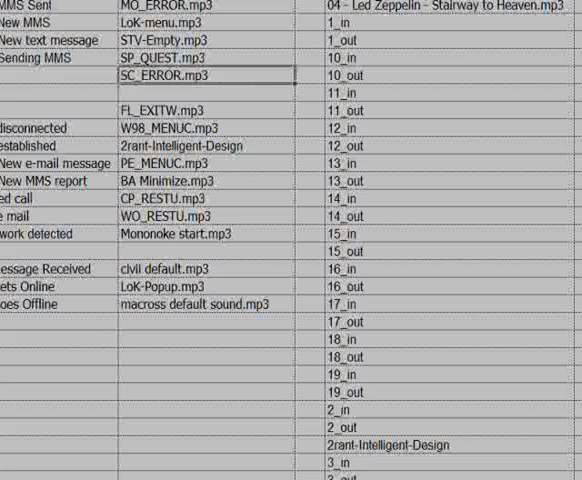 MMS Sent MO_ERROR.mp3 04 - Led Zeppelin - Stairway to Heaven.mp3
New MMS LoK-menu.mp3 1_in
New text message STV-Empty.mp3 1_out
Sending MMS SP_QUEST.mp3 10_in
SC_ERROR.mp3 10_out
11_in
FL_EXITW.mp3 11_out
disconnected W98_MENUC.mp3 12_in
established 2rant-Intelligent-Design 12_out
New e-mail message PE_MENUC.mp3 13_in
New MMS report BA Minimize.mp3 13_out
ed call CP_RESTU.mp3 14_in
e mail WO_RESTU.mp3 14_out
work detected Mononoke start.mp3 15_in
15_out
essage Received civii default.mp3 16_in
ets Online LoK-Popup.mp3 16_out
oes Offline macross default sound.mp3 17_in
17_out
18_in
18_out
19_in
19_out
2_in
2_out
2rant-Intelligent-Design
3_in
3_out